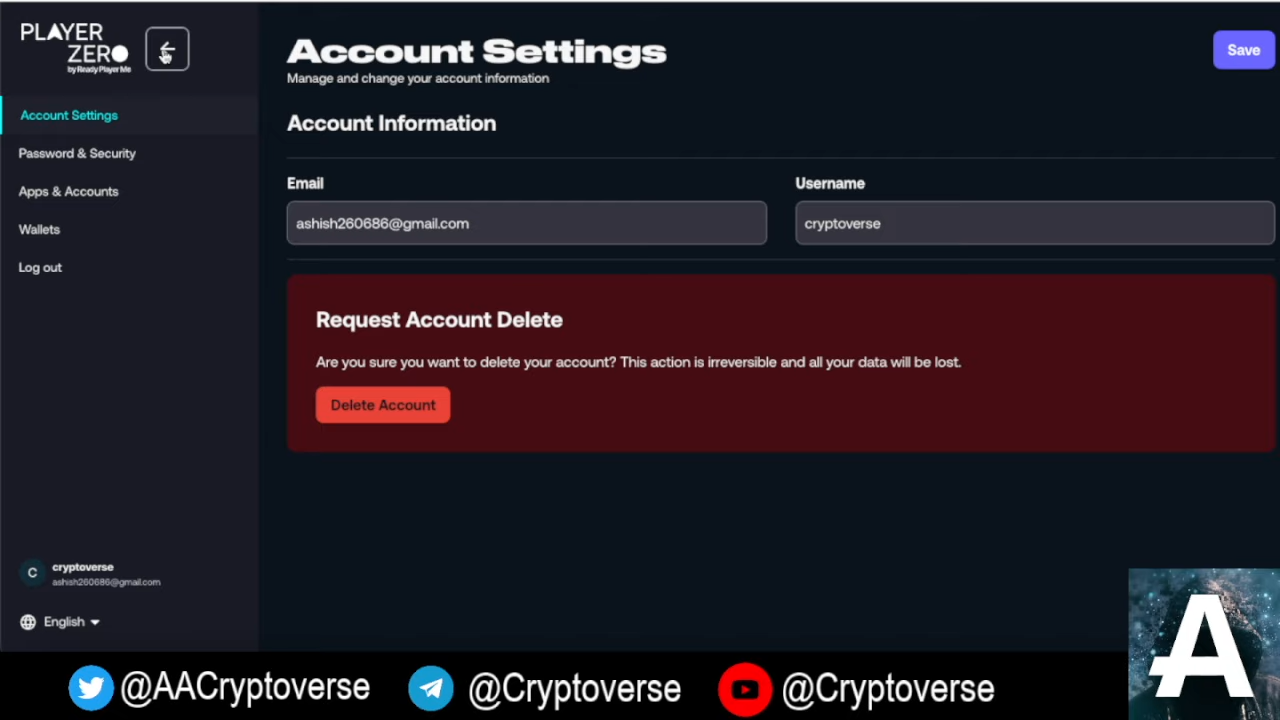 PLAYER
ZERO
by Ready Player Me
Account Settings
Password & Security
Apps & Accounts
Wallets
Log out
C
cryptoverse
ashish260686@gmail.com
English
Account Settings
Manage and change your account information
Save
Account Information
Email
Username
ashish260686@gmail.com
cryptoverse
Request Account Delete
Are you sure you want to delete your account? This action is irreversible and all your data will be lost.
Delete Account
@AACryptoverse
@Cryptoverse
@Cryptoverse
A